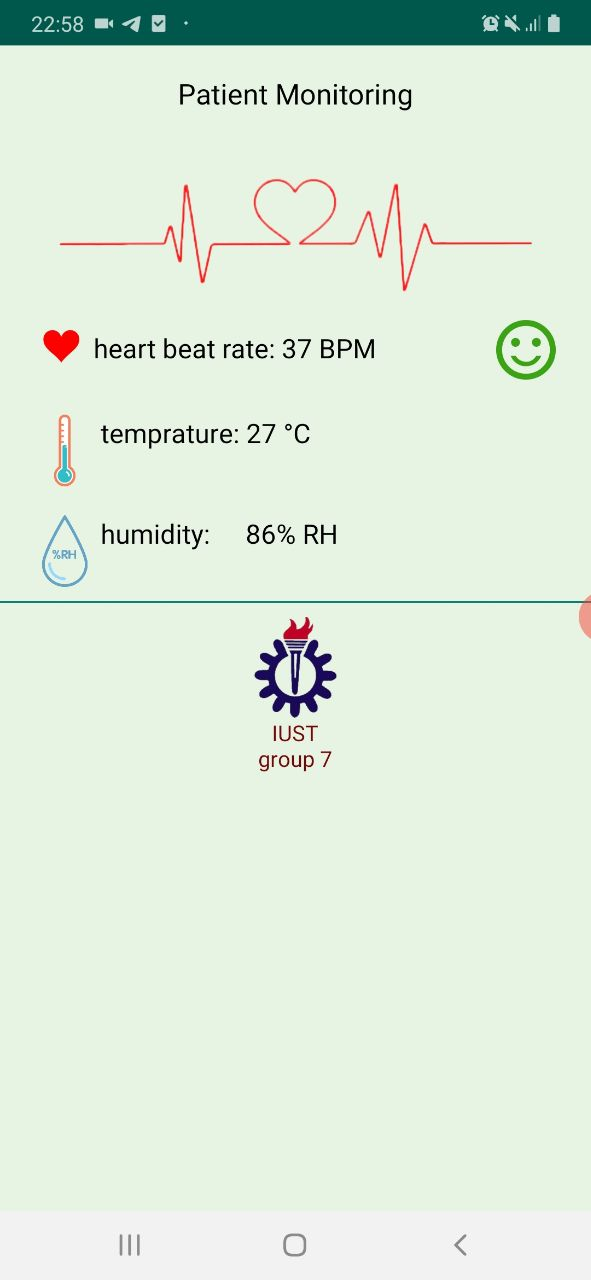 22:58
Patient Monitoring
heart beat rate: 37 BPM
temprature: 27 °C
humidity: 86% RH
%RH
IUST
group 7